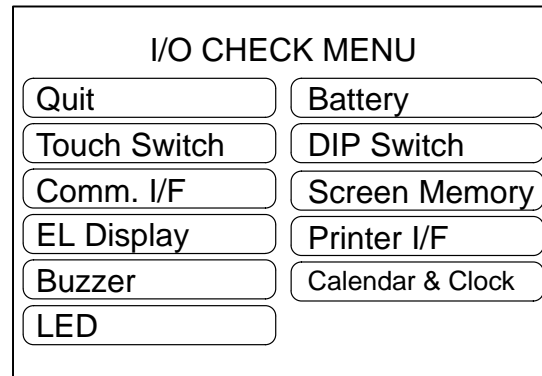 I/O CHECK MENU
Quit
Battery
Touch Switch
DIP Switch
Comm. I/F
Screen Memory
EL Display
Printer I/F
Buzzer
Calendar & Clock
LED